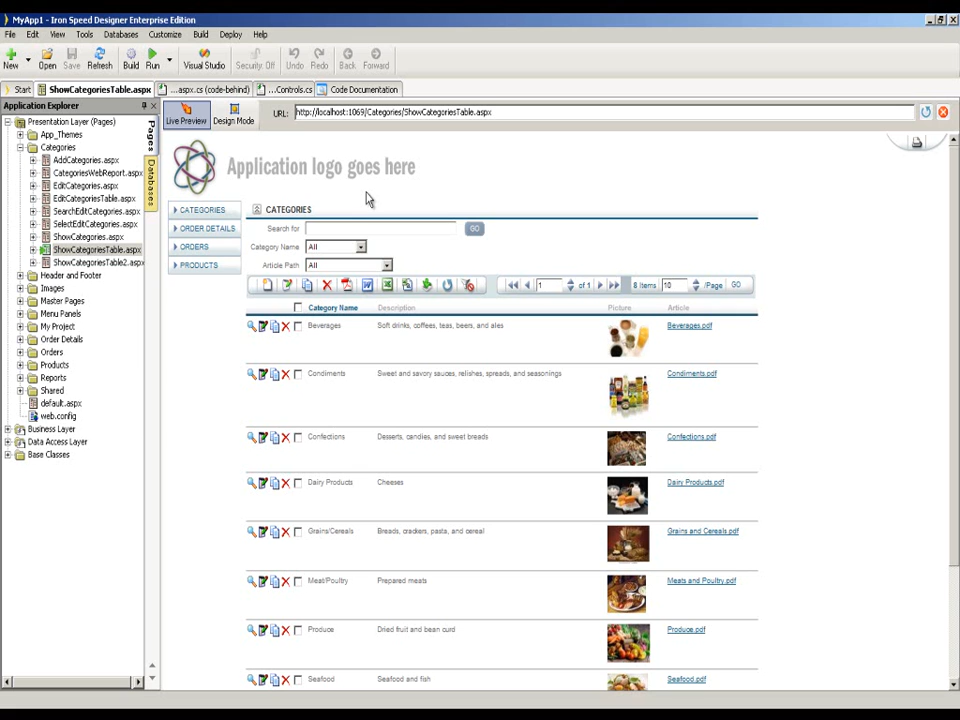 MyApp1 - Iron Speed Designer Enterprise Edition
File Edit View Tools Databases Customize Build Deploy Help
New Open Save Refresh Build Run Visual Studio Security: Off Undo Redo Back Forward
Start ShowCategoriesTable.aspx ...aspx.cs (code-behind) ...Controls.cs Code Documentation
Application Explorer
Live Preview Design Mode URL: http://localhost:1069/Categories/ShowCategoriesTable.aspx
Pages
Databases
Presentation Layer (Pages)
App_Themes
Categories
AddCategories.aspx
CategoriesWebReport.aspx
EditCategories.aspx
EditCategoriesTable.aspx
SearchEditCategories.aspx
SelectEditCategories.aspx
ShowCategories.aspx
ShowCategoriesTable.aspx
ShowCategoriesTable2.aspx
Header and Footer
Images
Master Pages
Menu Panels
My Project
Order Details
Orders
Products
Reports
Shared
default.aspx
web.config
Business Layer
Data Access Layer
Base Classes
Application logo goes here
CATEGORIES
ORDER DETAILS
ORDERS
PRODUCTS
CATEGORIES
Search for GO
Category Name All
Article Path All
1 of 1 8 Items 10 /Page GO
Category Name Description Picture Article
Beverages Soft drinks, coffees, teas, beers, and ales Beverages.pdf
Condiments Sweet and savory sauces, relishes, spreads, and seasonings Condiments.pdf
Confections Desserts, candies, and sweet breads Confections.pdf
Dairy Products Cheeses Dairy Products.pdf
Grains/Cereals Breads, crackers, pasta, and cereal Grains and Cereals.pdf
Meat/Poultry Prepared meats Meats and Poultry.pdf
Produce Dried fruit and bean curd Produce.pdf
Seafood Seafood and fish Seafood.pdf